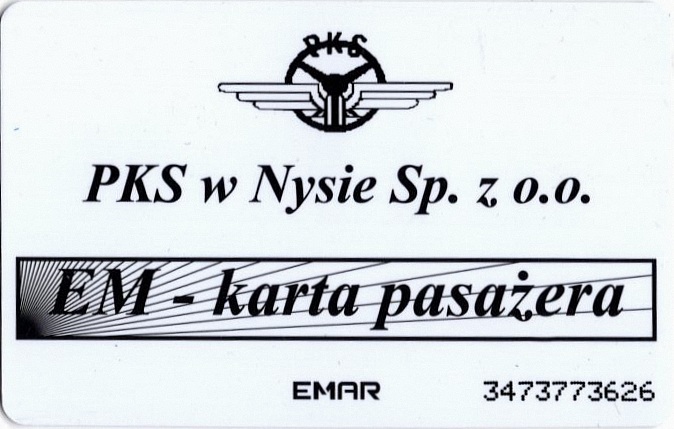 PKS
PKS w Nysie Sp. z o.o.
EM - karta pasażera
EMAR 3473773626